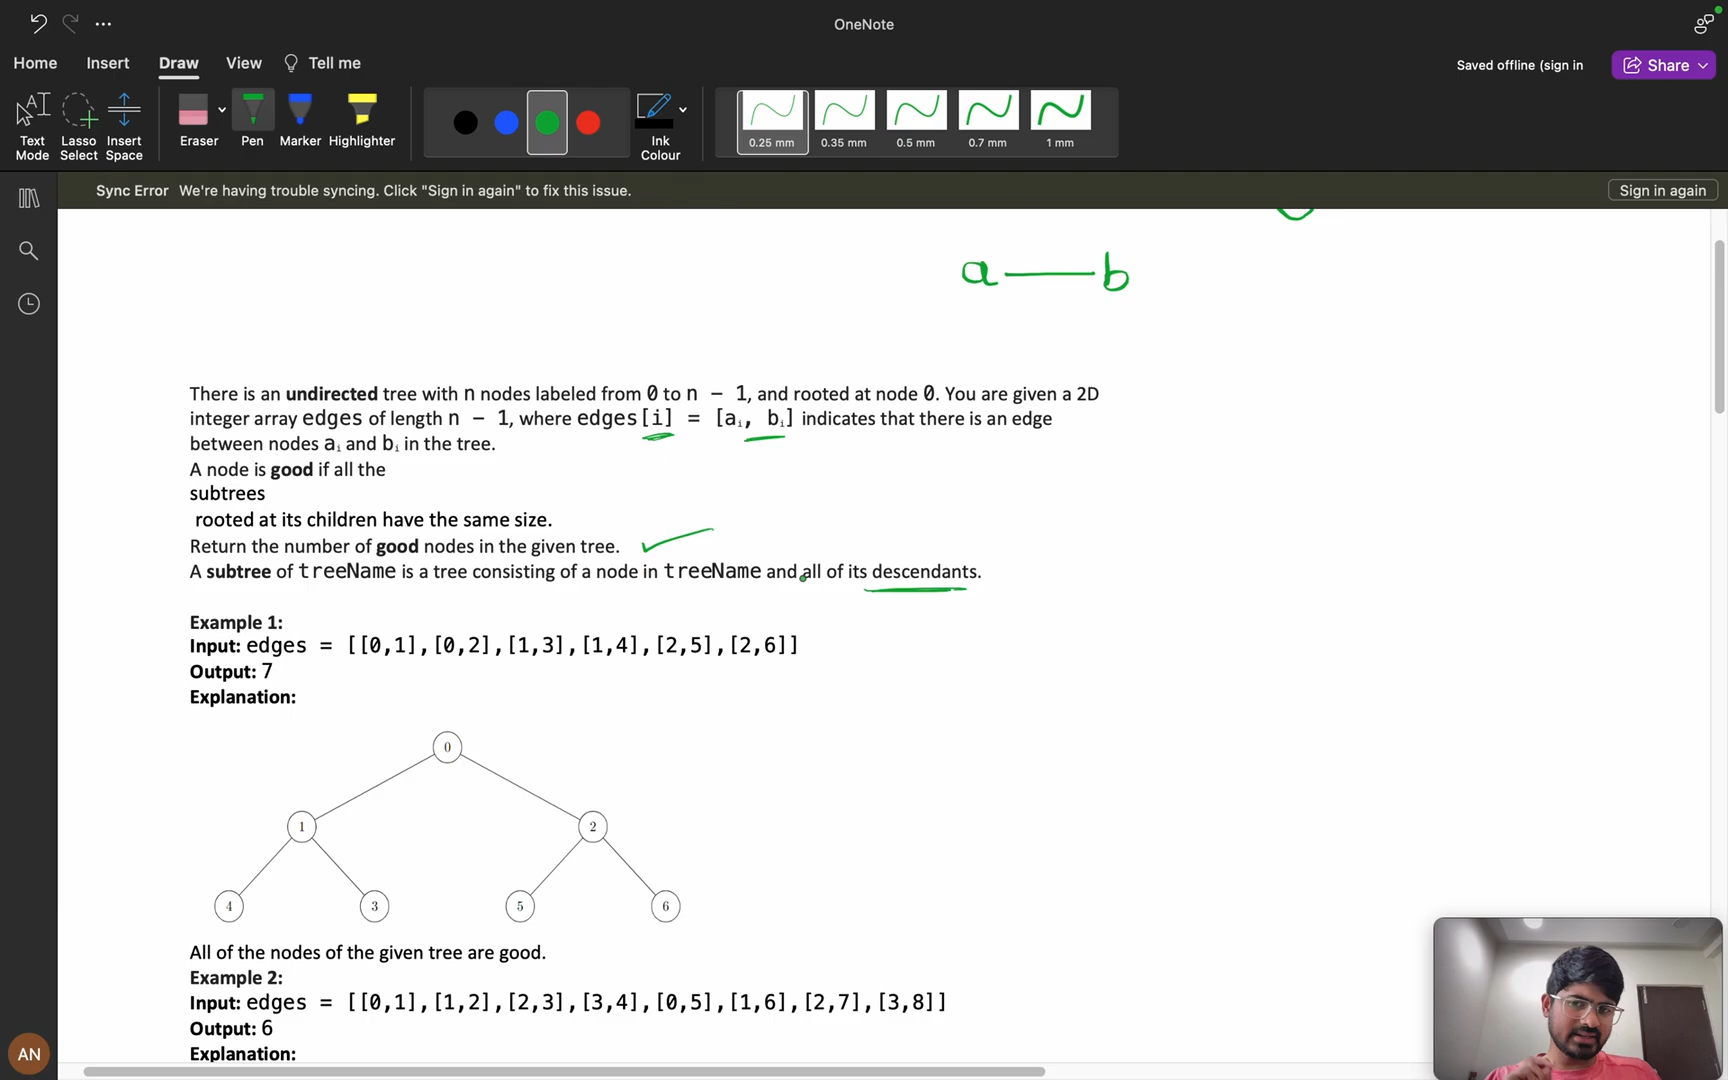 OneNote
Home Insert Draw View Tell me
Saved offline (sign in
Share
Text Mode
Lasso Select
Insert Space
Eraser
Pen
Marker
Highlighter
Ink Colour
0.25 mm
0.35 mm
0.5 mm
0.7 mm
1 mm
Sync Error We're having trouble syncing. Click "Sign in again" to fix this issue.
Sign in again
a b
There is an undirected tree with n nodes labeled from 0 to n - 1, and rooted at node 0. You are given a 2D
integer array edges of length n - 1, where edges[i] = [aᵢ, bᵢ] indicates that there is an edge
between nodes aᵢ and bᵢ in the tree.
A node is good if all the
subtrees
rooted at its children have the same size.
Return the number of good nodes in the given tree.
A subtree of treeName is a tree consisting of a node in treeName and all of its descendants.
Example 1:
Input: edges = [[0,1],[0,2],[1,3],[1,4],[2,5],[2,6]]
Output: 7
Explanation:
0
1 2
4 3 5 6
All of the nodes of the given tree are good.
Example 2:
Input: edges = [[0,1],[1,2],[2,3],[3,4],[0,5],[1,6],[2,7],[3,8]]
Output: 6
Explanation:
AN